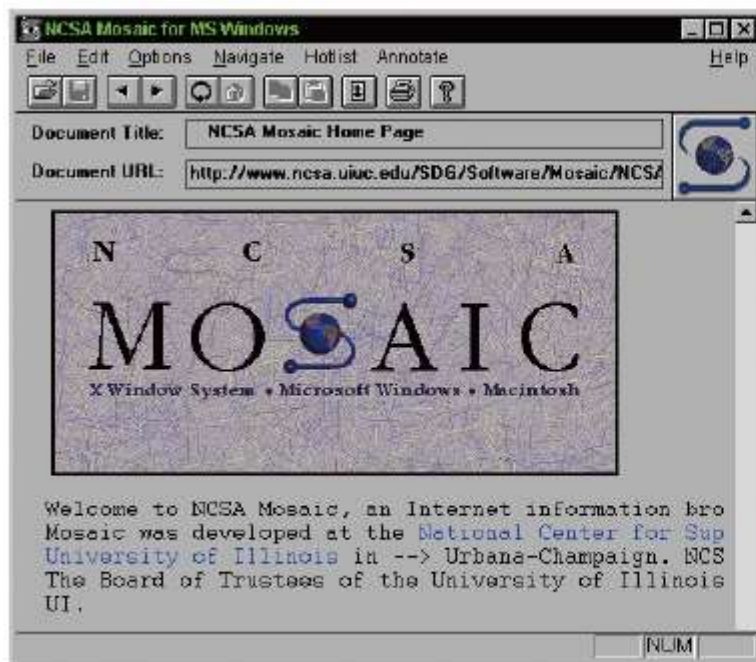 NCSA Mosaic for MS Windows
File Edit Options Navigate Hotlist Annotate Help
Document Title: NCSA Mosaic Home Page
Document URL: http://www.ncsa.uiuc.edu/SDG/Software/Mosaic/NCSA
N C S A
MOSAIC
X Window System • Microsoft Windows • Macintosh
Welcome to NCSA Mosaic, an Internet information bro
Mosaic was developed at the National Center for Sup
University of Illinois in --> Urbana-Champaign. NCS
The Board of Trustees of the University of Illinois
UI.
NUM